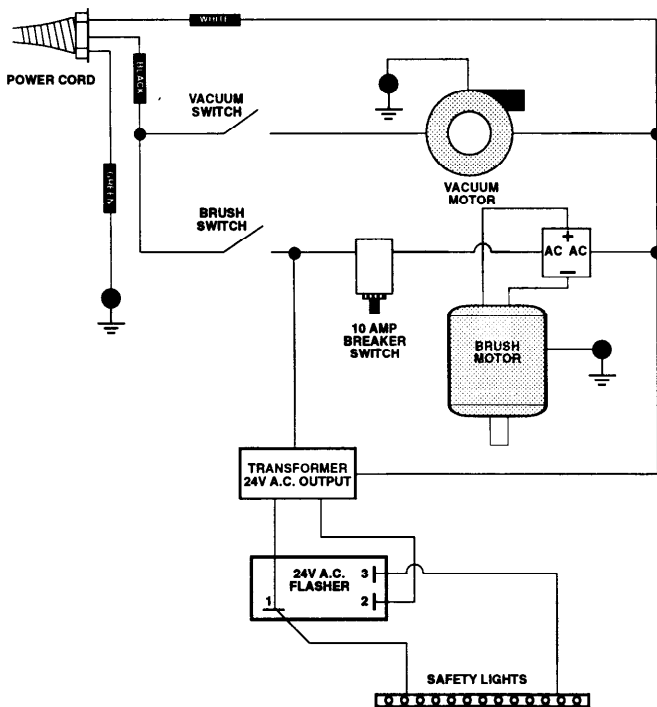 WHITE
POWER CORD
BLACK
VACUUM
SWITCH
GREEN
VACUUM
MOTOR
BRUSH
SWITCH
+
AC AC
–
10 AMP
BREAKER
SWITCH
BRUSH
MOTOR
TRANSFORMER
24V A.C. OUTPUT
24V A.C.
FLASHER
3
1
2
SAFETY LIGHTS